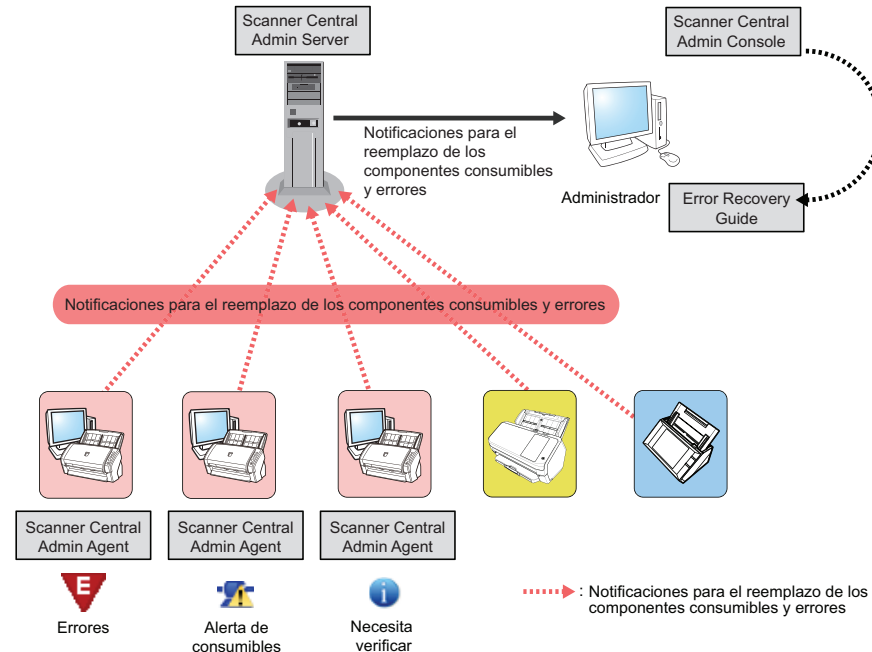 Scanner Central
Admin Server
Scanner Central
Admin Console
Notificaciones para el
reemplazo de los
componentes consumibles
y errores
Administrador
Error Recovery
Guide
Notificaciones para el reemplazo de los componentes consumibles y errores
Scanner Central
Admin Agent
Scanner Central
Admin Agent
Scanner Central
Admin Agent
E
Errores
Alerta de
consumibles
i
Necesita
verificar
: Notificaciones para el reemplazo de los
componentes consumibles y errores